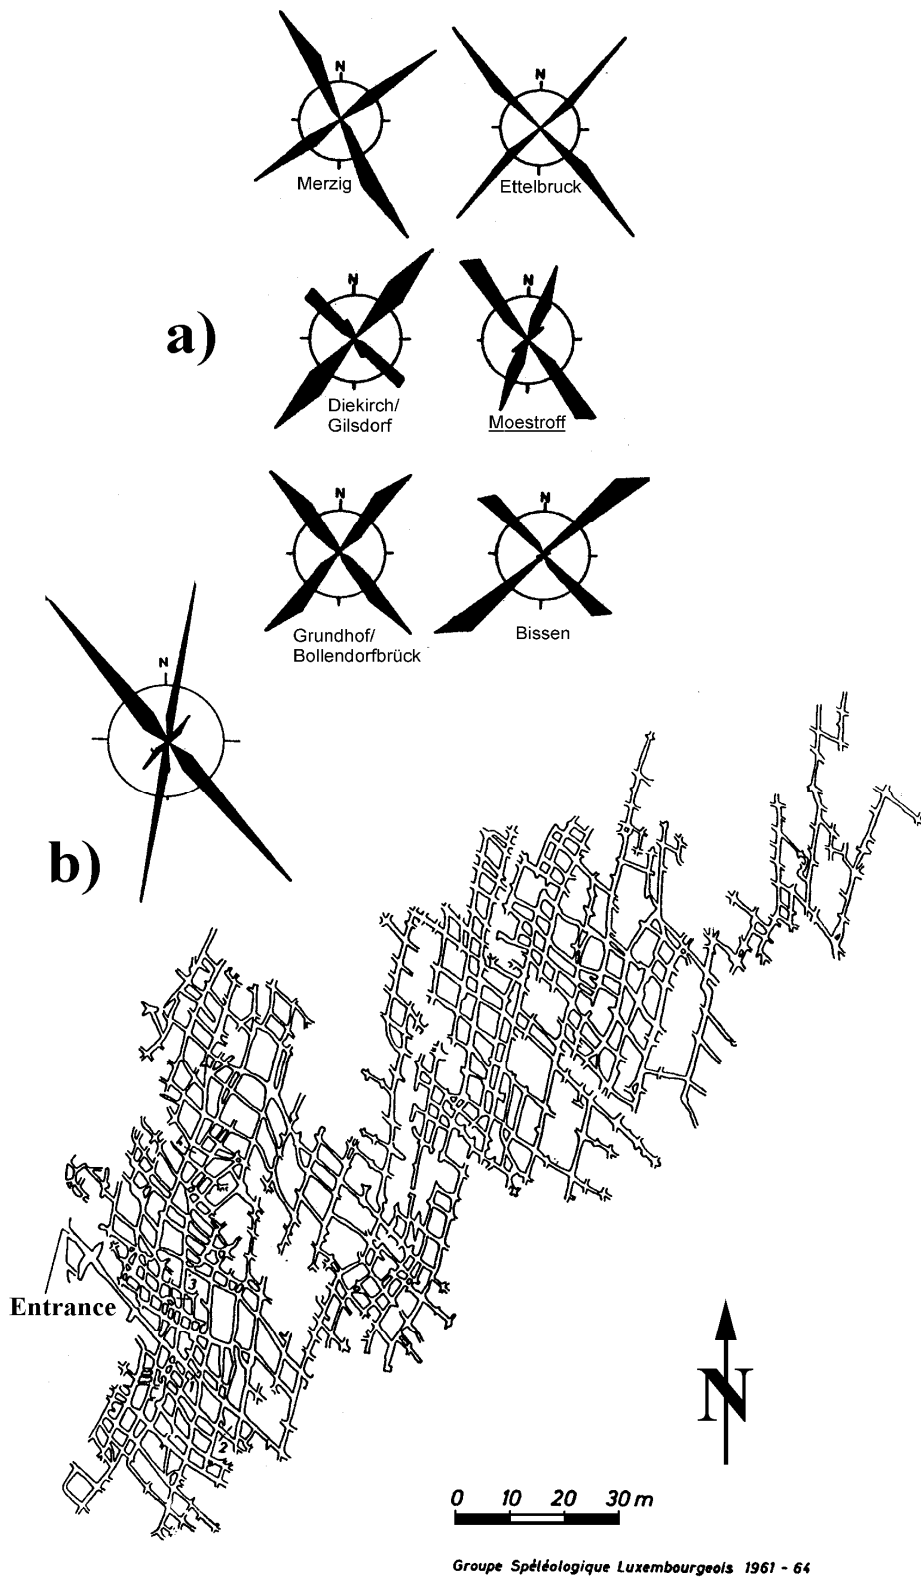 N
N
Merzig
Ettelbruck
a)
N
N
Diekirch/
Gilsdorf
Moestroff
N
N
Grundhof/
Bollendorfbrück
Bissen
N
b)
3
Entrance
1
2
N
0 10 20 30 m
Groupe Spéléologique Luxembourgeois 1961 - 64